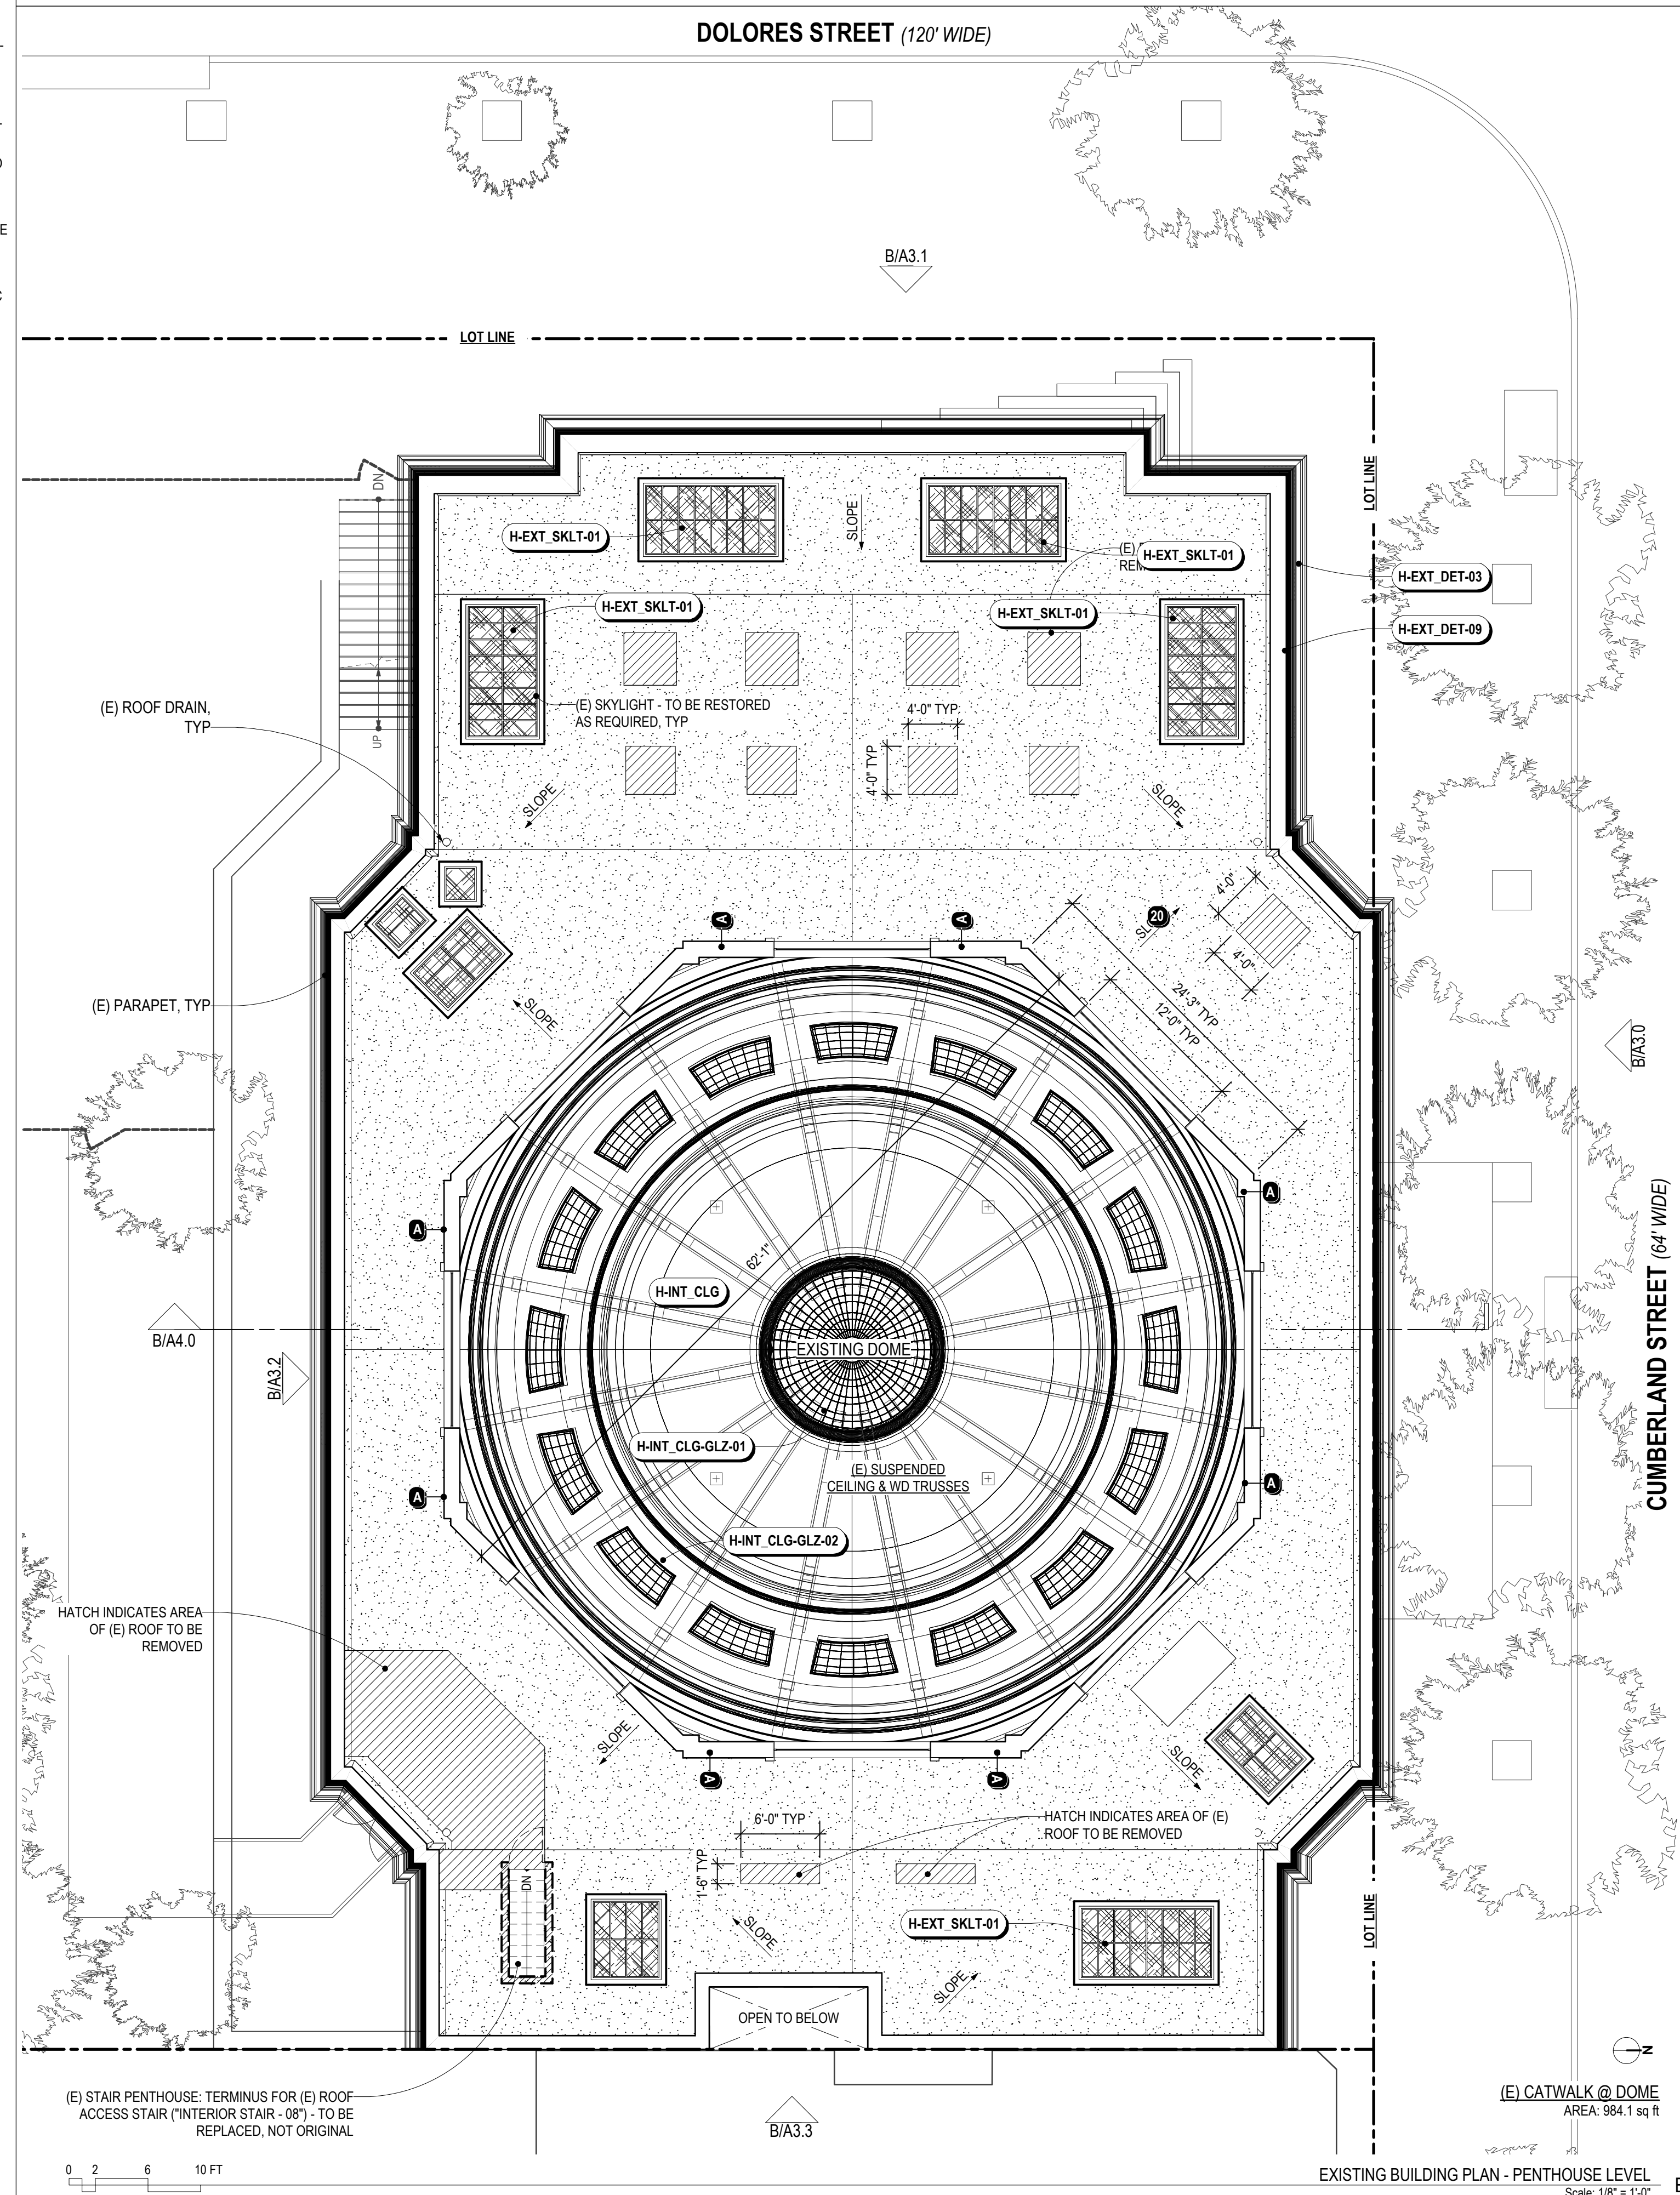 DOLORES STREET (120' WIDE)
B/A3.1
LOT LINE
LOT LINE
DN
SLOPE
H-EXT_SKLT-01
(E)
REM
H-EXT_SKLT-01
H-EXT_DET-03
H-EXT_SKLT-01
H-EXT_SKLT-01
H-EXT_DET-09
(E) ROOF DRAIN,
TYP
(E) SKYLIGHT - TO BE RESTORED
AS REQUIRED, TYP
4'-0" TYP
UP
4'-0" TYP
SLOPE
SLOPE
4'-0"
A
A
20
4'-0"
(E) PARAPET, TYP
SLOPE
24'-3" TYP
12'-0" TYP
B/A3.0
A
A
62'-1"
H-INT_CLG
CUMBERLAND STREET (64' WIDE)
B/A4.0
EXISTING DOME
B/A3.2
H-INT_CLG-GLZ-01
(E) SUSPENDED
CEILING & WD TRUSSES
A
A
H-INT_CLG-GLZ-02
HATCH INDICATES AREA
OF (E) ROOF TO BE
REMOVED
SLOPE
SLOPE
A
A
6'-0" TYP
HATCH INDICATES AREA OF (E)
ROOF TO BE REMOVED
1'-6" TYP
DN
H-EXT_SKLT-01
LOT LINE
SLOPE
SLOPE
OPEN TO BELOW
N
(E) STAIR PENTHOUSE: TERMINUS FOR (E) ROOF
ACCESS STAIR ("INTERIOR STAIR - 08") - TO BE
REPLACED, NOT ORIGINAL
B/A3.3
(E) CATWALK @ DOME
AREA: 984.1 sq ft
0 2 6 10 FT
EXISTING BUILDING PLAN - PENTHOUSE LEVEL
Scale: 1/8" = 1'-0"